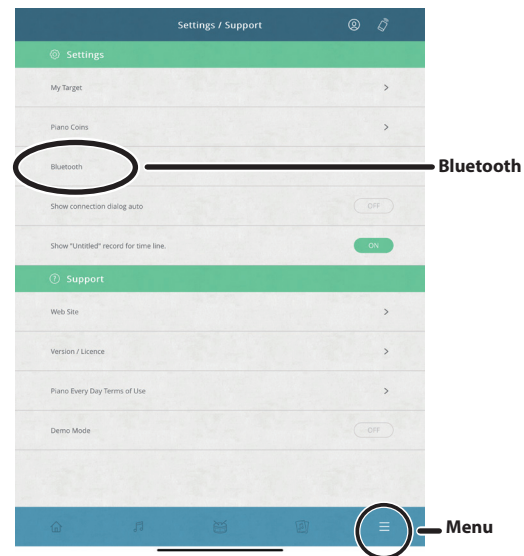 Settings / Support
Settings
My Target
Piano Coins
Bluetooth
Bluetooth
Show connection dialog auto
OFF
Show "Untitled" record for time line.
ON
Support
Web Site
Version / Licence
Piano Every Day Terms of Use
Demo Mode
OFF
Menu